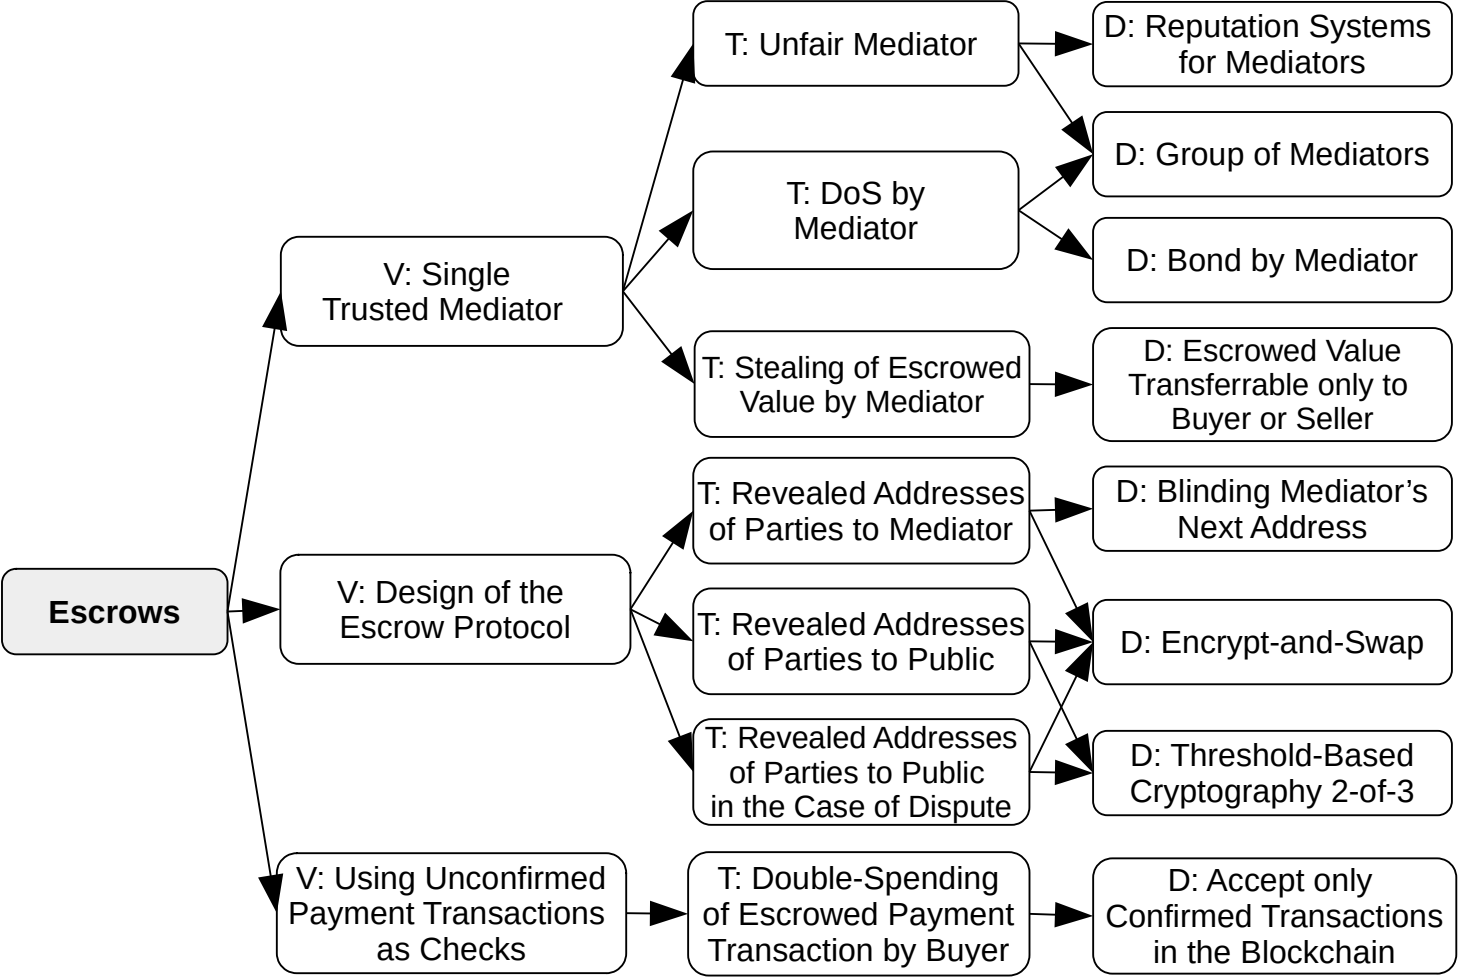 Escrows
V: Single
Trusted Mediator
V: Design of the
Escrow Protocol
V: Using Unconfirmed
Payment Transactions
as Checks
T: Unfair Mediator
T: DoS by
Mediator
T: Stealing of Escrowed
Value by Mediator
T: Revealed Addresses
of Parties to Mediator
T: Revealed Addresses
of Parties to Public
T: Revealed Addresses
of Parties to Public
in the Case of Dispute
T: Double-Spending
of Escrowed Payment
Transaction by Buyer
D: Reputation Systems
for Mediators
D: Group of Mediators
D: Bond by Mediator
D: Escrowed Value
Transferrable only to
Buyer or Seller
D: Blinding Mediator’s
Next Address
D: Encrypt-and-Swap
D: Threshold-Based
Cryptography 2-of-3
D: Accept only
Confirmed Transactions
in the Blockchain